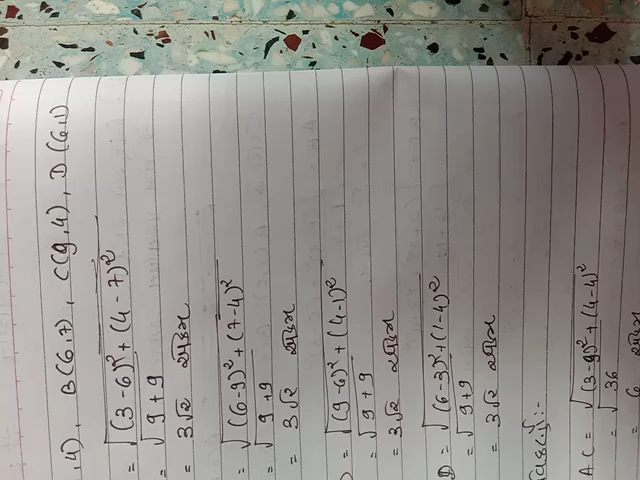 ,4), B(6,7), C(9,4), D(6,1)
= √(3-6)² + (4-7)²
= √9+9
= 3√2 એકમ
= √(6-9)² + (7-4)²
= √9+9
= 3√2 એકમ
= √(9-6)² + (4-1)²
= √9+9
= 3√2 એકમ
D = √(6-3)² + (1-4)²
= √9+9
= 3√2 એકમ
વિકર્ણ:-
AC = √(3-9)² + (4-4)²
= √36
= 6 એકમ